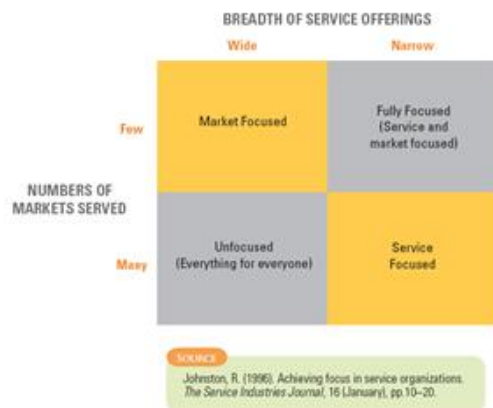 BREADTH OF SERVICE OFFERINGS
Wide Narrow
Few
Market Focused
Fully Focused
(Service and
market focused)
NUMBERS OF
MARKETS SERVED
Many
Unfocused
(Everything for everyone)
Service
Focused
SOURCE
Johnston, R. (1996). Achieving focus in service organizations.
The Service Industries Journal, 16 (January), pp.10–20.